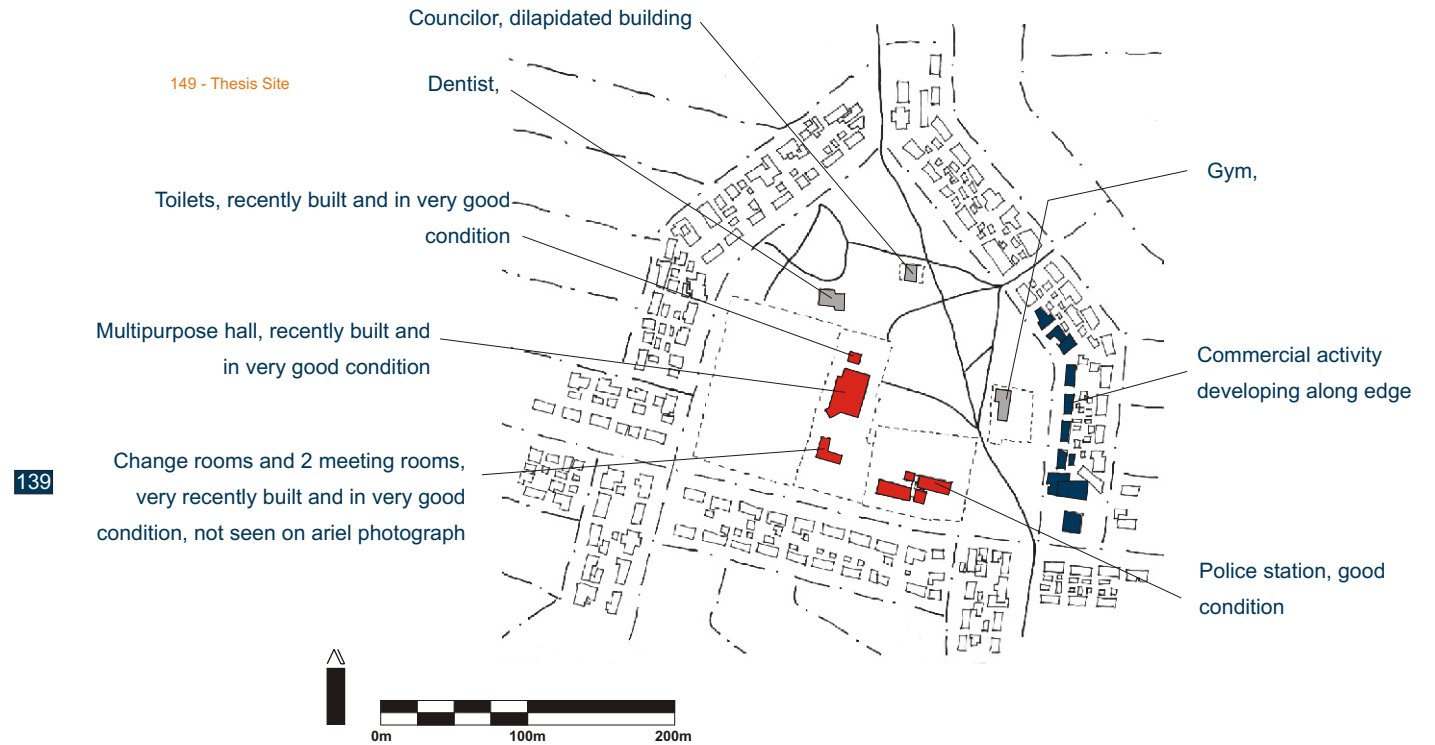 Councilor, dilapidated building
149 - Thesis Site
Dentist,
Gym,
Toilets, recently built and in very good
condition
Multipurpose hall, recently built and
in very good condition
Commercial activity
developing along edge
Change rooms and 2 meeting rooms,
very recently built and in very good
condition, not seen on ariel photograph
139
Police station, good
condition
0m 100m 200m